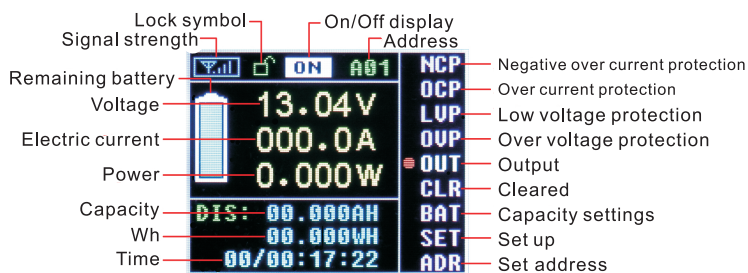 Lock symbol
On/Off display
Signal strength
Address
ON
A01
Remaining battery
Voltage
13.04V
Electric current
000.0A
Power
0.000W
Capacity
DIS: 00.000AH
Wh
00.000WH
Time
00/00:17:22
NCP Negative over current protection
OCP Over current protection
LVP Low voltage protection
OVP Over voltage protection
OUT Output
CLR Cleared
BAT Capacity settings
SET Set up
ADR Set address